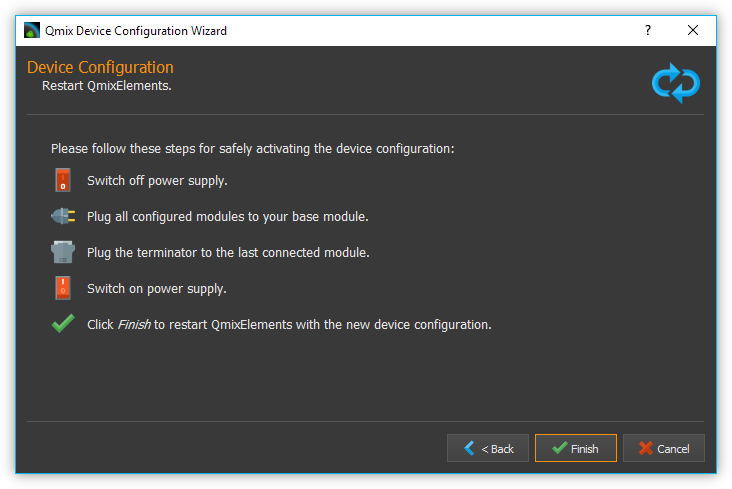 Qmix Device Configuration Wizard
Device Configuration
Restart QmixElements.
Please follow these steps for safely activating the device configuration:
Switch off power supply.
Plug all configured modules to your base module.
Plug the terminator to the last connected module.
Switch on power supply.
Click Finish to restart QmixElements with the new device configuration.
< Back
Finish
Cancel